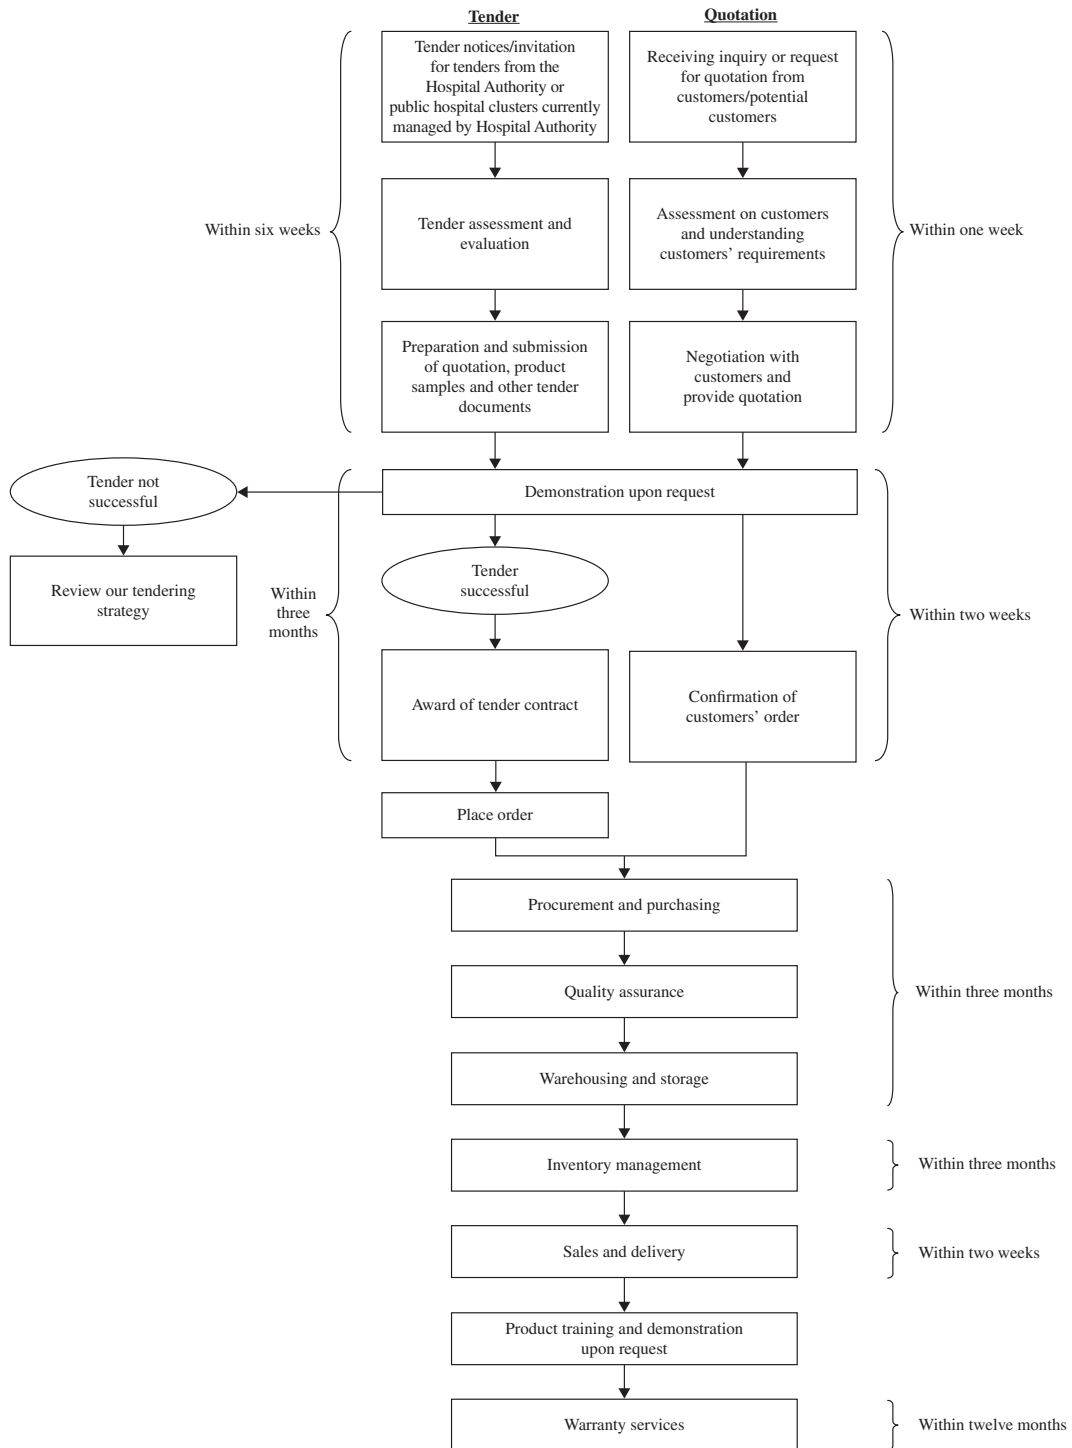 Tender
Quotation
Tender notices/invitation
for tenders from the
Hospital Authority or
public hospital clusters currently
managed by Hospital Authority
Receiving inquiry or request
for quotation from
customers/potential
customers
Within six weeks
Tender assessment and
evaluation
Assessment on customers
and understanding
customers’ requirements
Within one week
Preparation and submission
of quotation, product
samples and other tender
documents
Negotiation with
customers and
provide quotation
Tender not
successful
Demonstration upon request
Review our tendering
strategy
Tender
successful
Within
three
months
Within two weeks
Award of tender contract
Confirmation of
customers’ order
Place order
Procurement and purchasing
Quality assurance
Within three months
Warehousing and storage
Inventory management
Within three months
Sales and delivery
Within two weeks
Product training and demonstration
upon request
Warranty services
Within twelve months